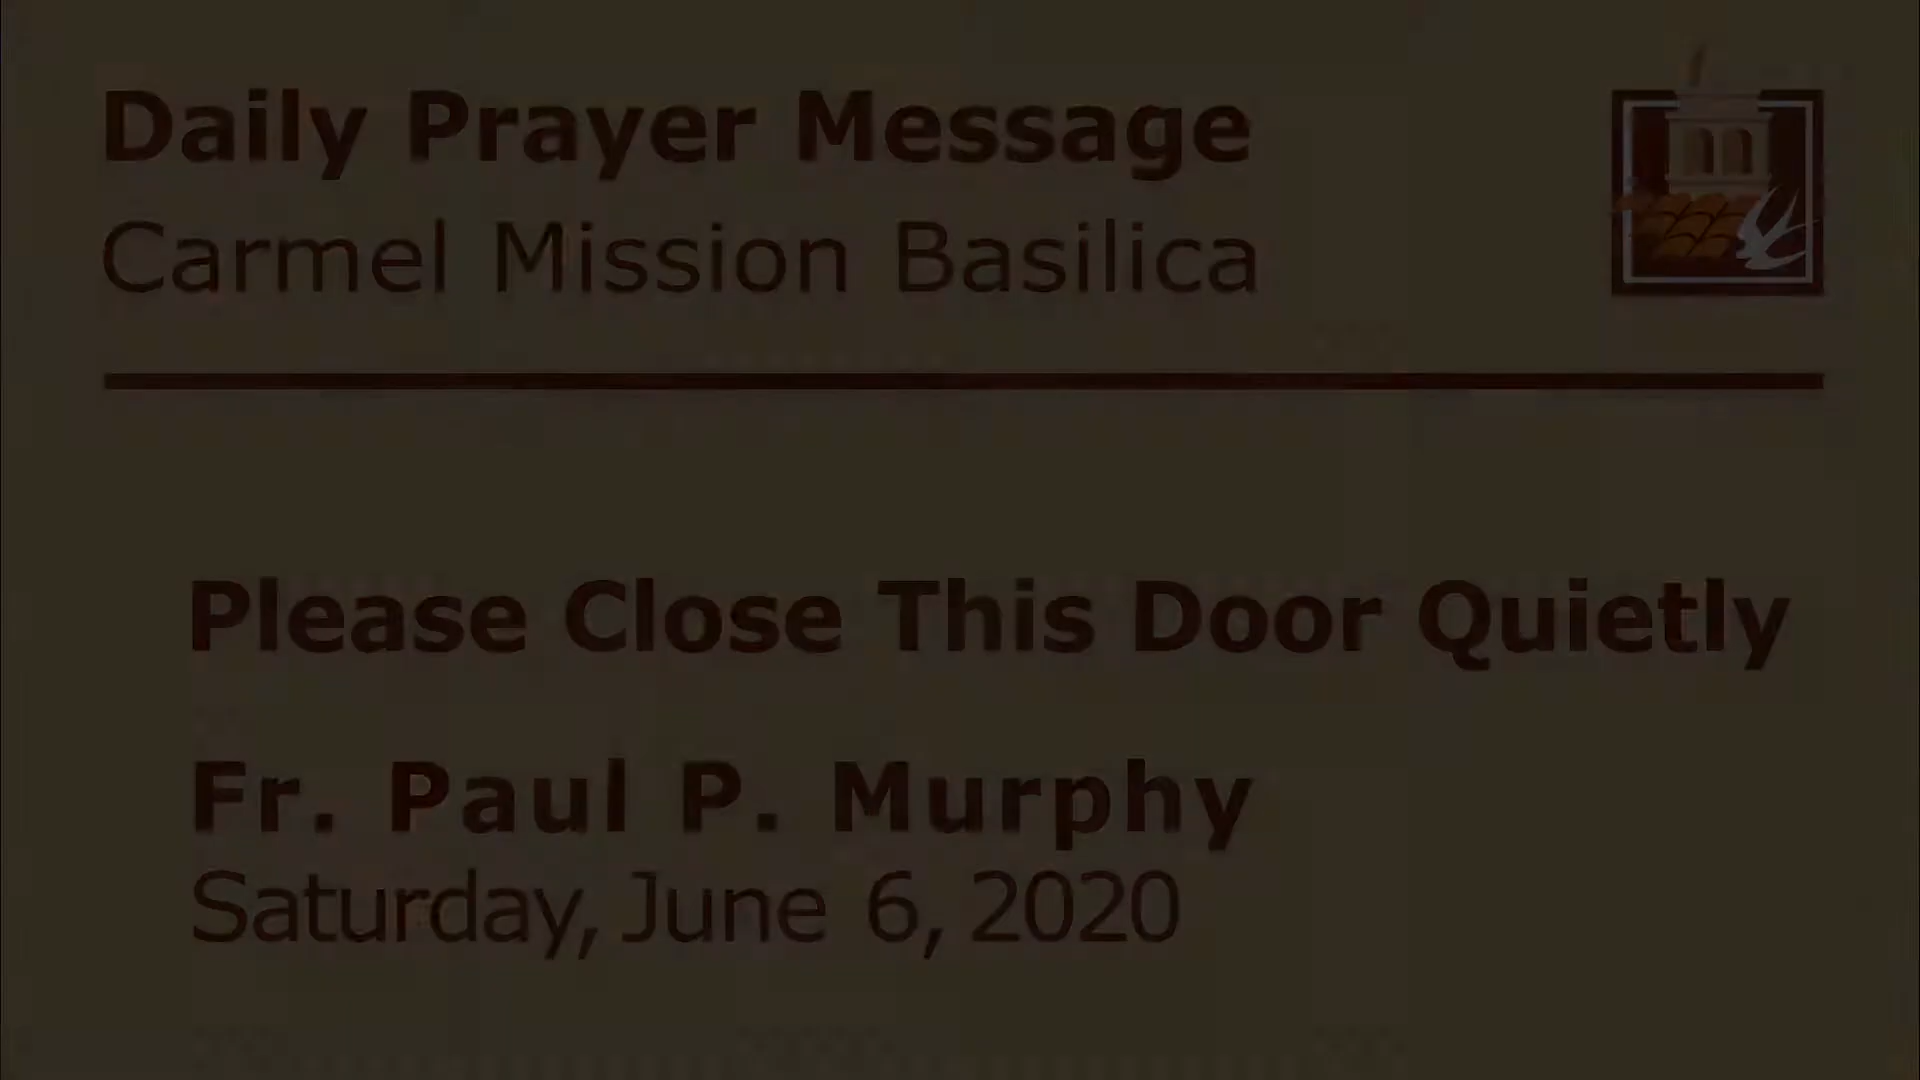 Daily Prayer Message
Carmel Mission Basilica
Please Close This Door Quietly
Fr. Paul P. Murphy
Saturday, June 6, 2020